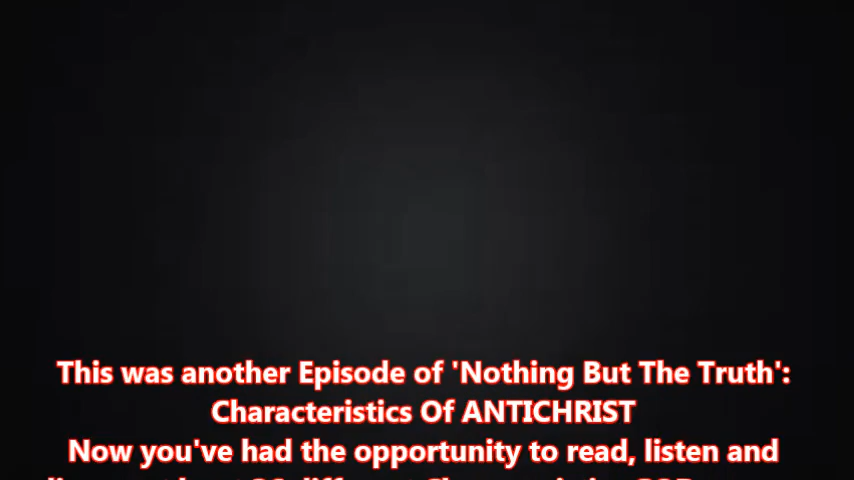 This was another Episode of 'Nothing But The Truth':
Characteristics Of ANTICHRIST
Now you've had the opportunity to read, listen and